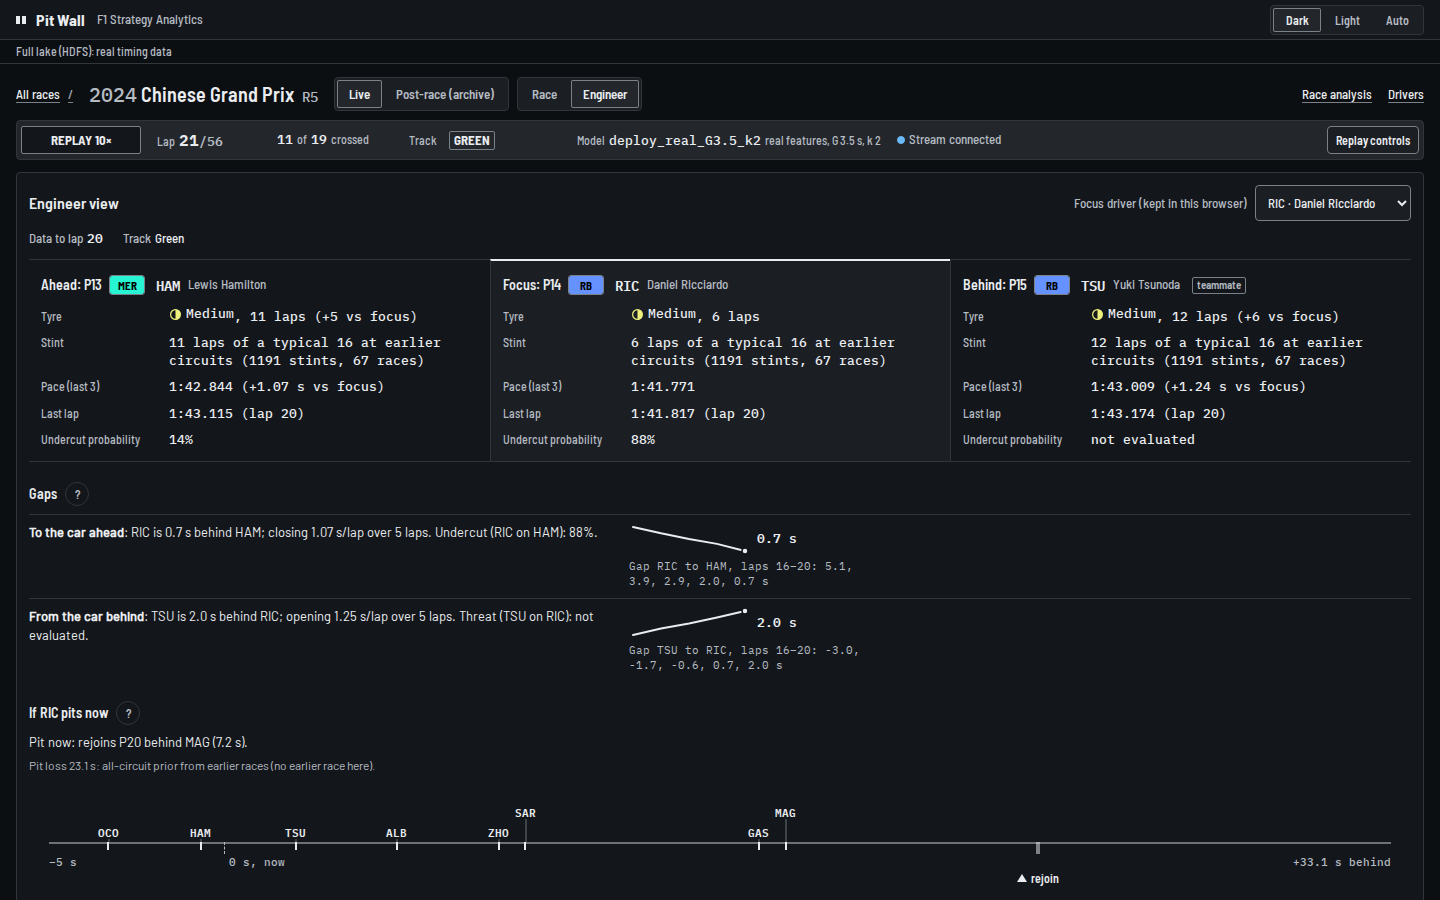 Pit Wall F1 Strategy Analytics Dark Light Auto
Full lake (HDFS): real timing data
All races / 2024 Chinese Grand Prix R5 Live Post-race (archive) Race Engineer Race analysis Drivers
REPLAY 10× Lap 21/56 11 of 19 crossed Track GREEN Model deploy_real_G3.5_k2 real features, G 3.5 s, k 2 Stream connected Replay controls
Engineer view Focus driver (kept in this browser) RIC · Daniel Ricciardo
Data to lap 20 Track Green
Ahead: P13 MER HAM Lewis Hamilton
Tyre Medium, 11 laps (+5 vs focus)
Stint 11 laps of a typical 16 at earlier
circuits (1191 stints, 67 races)
Pace (last 3) 1:42.844 (+1.07 s vs focus)
Last lap 1:43.115 (lap 20)
Undercut probability 14%
Focus: P14 RB RIC Daniel Ricciardo
Tyre Medium, 6 laps
Stint 6 laps of a typical 16 at earlier
circuits (1191 stints, 67 races)
Pace (last 3) 1:41.771
Last lap 1:41.817 (lap 20)
Undercut probability 88%
Behind: P15 RB TSU Yuki Tsunoda teammate
Tyre Medium, 12 laps (+6 vs focus)
Stint 12 laps of a typical 16 at earlier
circuits (1191 stints, 67 races)
Pace (last 3) 1:43.009 (+1.24 s vs focus)
Last lap 1:43.174 (lap 20)
Undercut probability not evaluated
Gaps ?
To the car ahead: RIC is 0.7 s behind HAM; closing 1.07 s/lap over 5 laps. Undercut (RIC on HAM): 88%.
0.7 s
Gap RIC to HAM, laps 16–20: 5.1,
3.9, 2.9, 2.0, 0.7 s
From the car behind: TSU is 2.0 s behind RIC; opening 1.25 s/lap over 5 laps. Threat (TSU on RIC): not
evaluated.
2.0 s
Gap TSU to RIC, laps 16–20: -3.0,
-1.7, -0.6, 0.7, 2.0 s
If RIC pits now ?
Pit now: rejoins P20 behind MAG (7.2 s).
Pit loss 23.1 s: all-circuit prior from earlier races (no earlier race here).
SAR MAG
OCO HAM TSU ALB ZHO GAS
−5 s 0 s, now +33.1 s behind
▲ rejoin